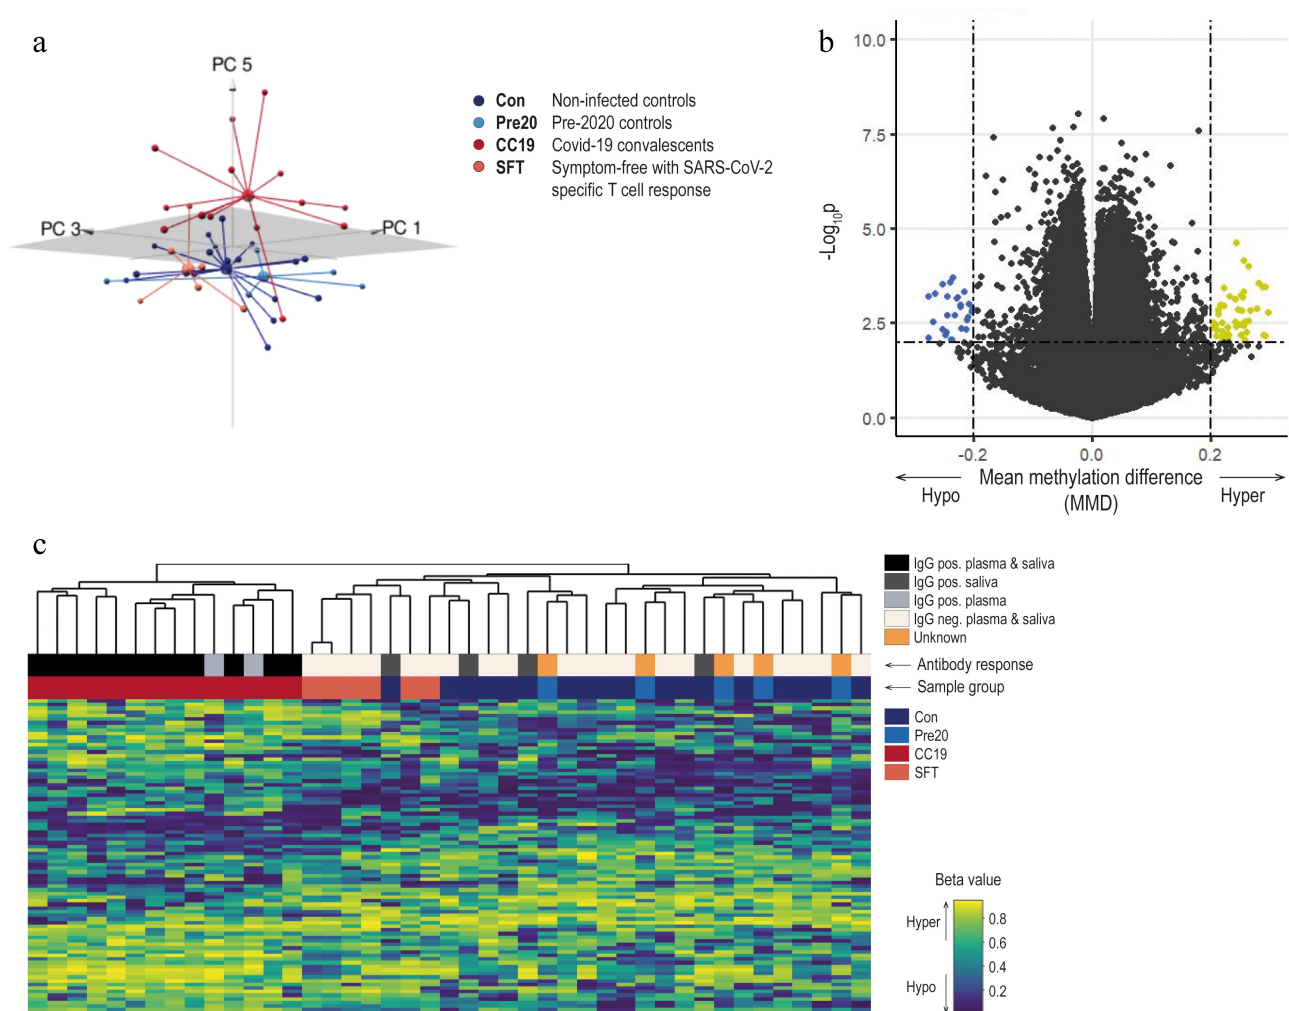 a
PC 5
PC 3
PC 1
Con Non-infected controls
Pre20 Pre-2020 controls
CC19 Covid-19 convalescents
SFT Symptom-free with SARS-CoV-2
specific T cell response
b
10.0
7.5
5.0
2.5
0.0
-Log10p
-0.2 0.0 0.2
Mean methylation difference
(MMD)
Hypo
Hyper
c
IgG pos. plasma & saliva
IgG pos. saliva
IgG pos. plasma
IgG neg. plasma & saliva
Unknown
Antibody response
Sample group
Con
Pre20
CC19
SFT
Beta value
Hyper
Hypo
0.8
0.6
0.4
0.2